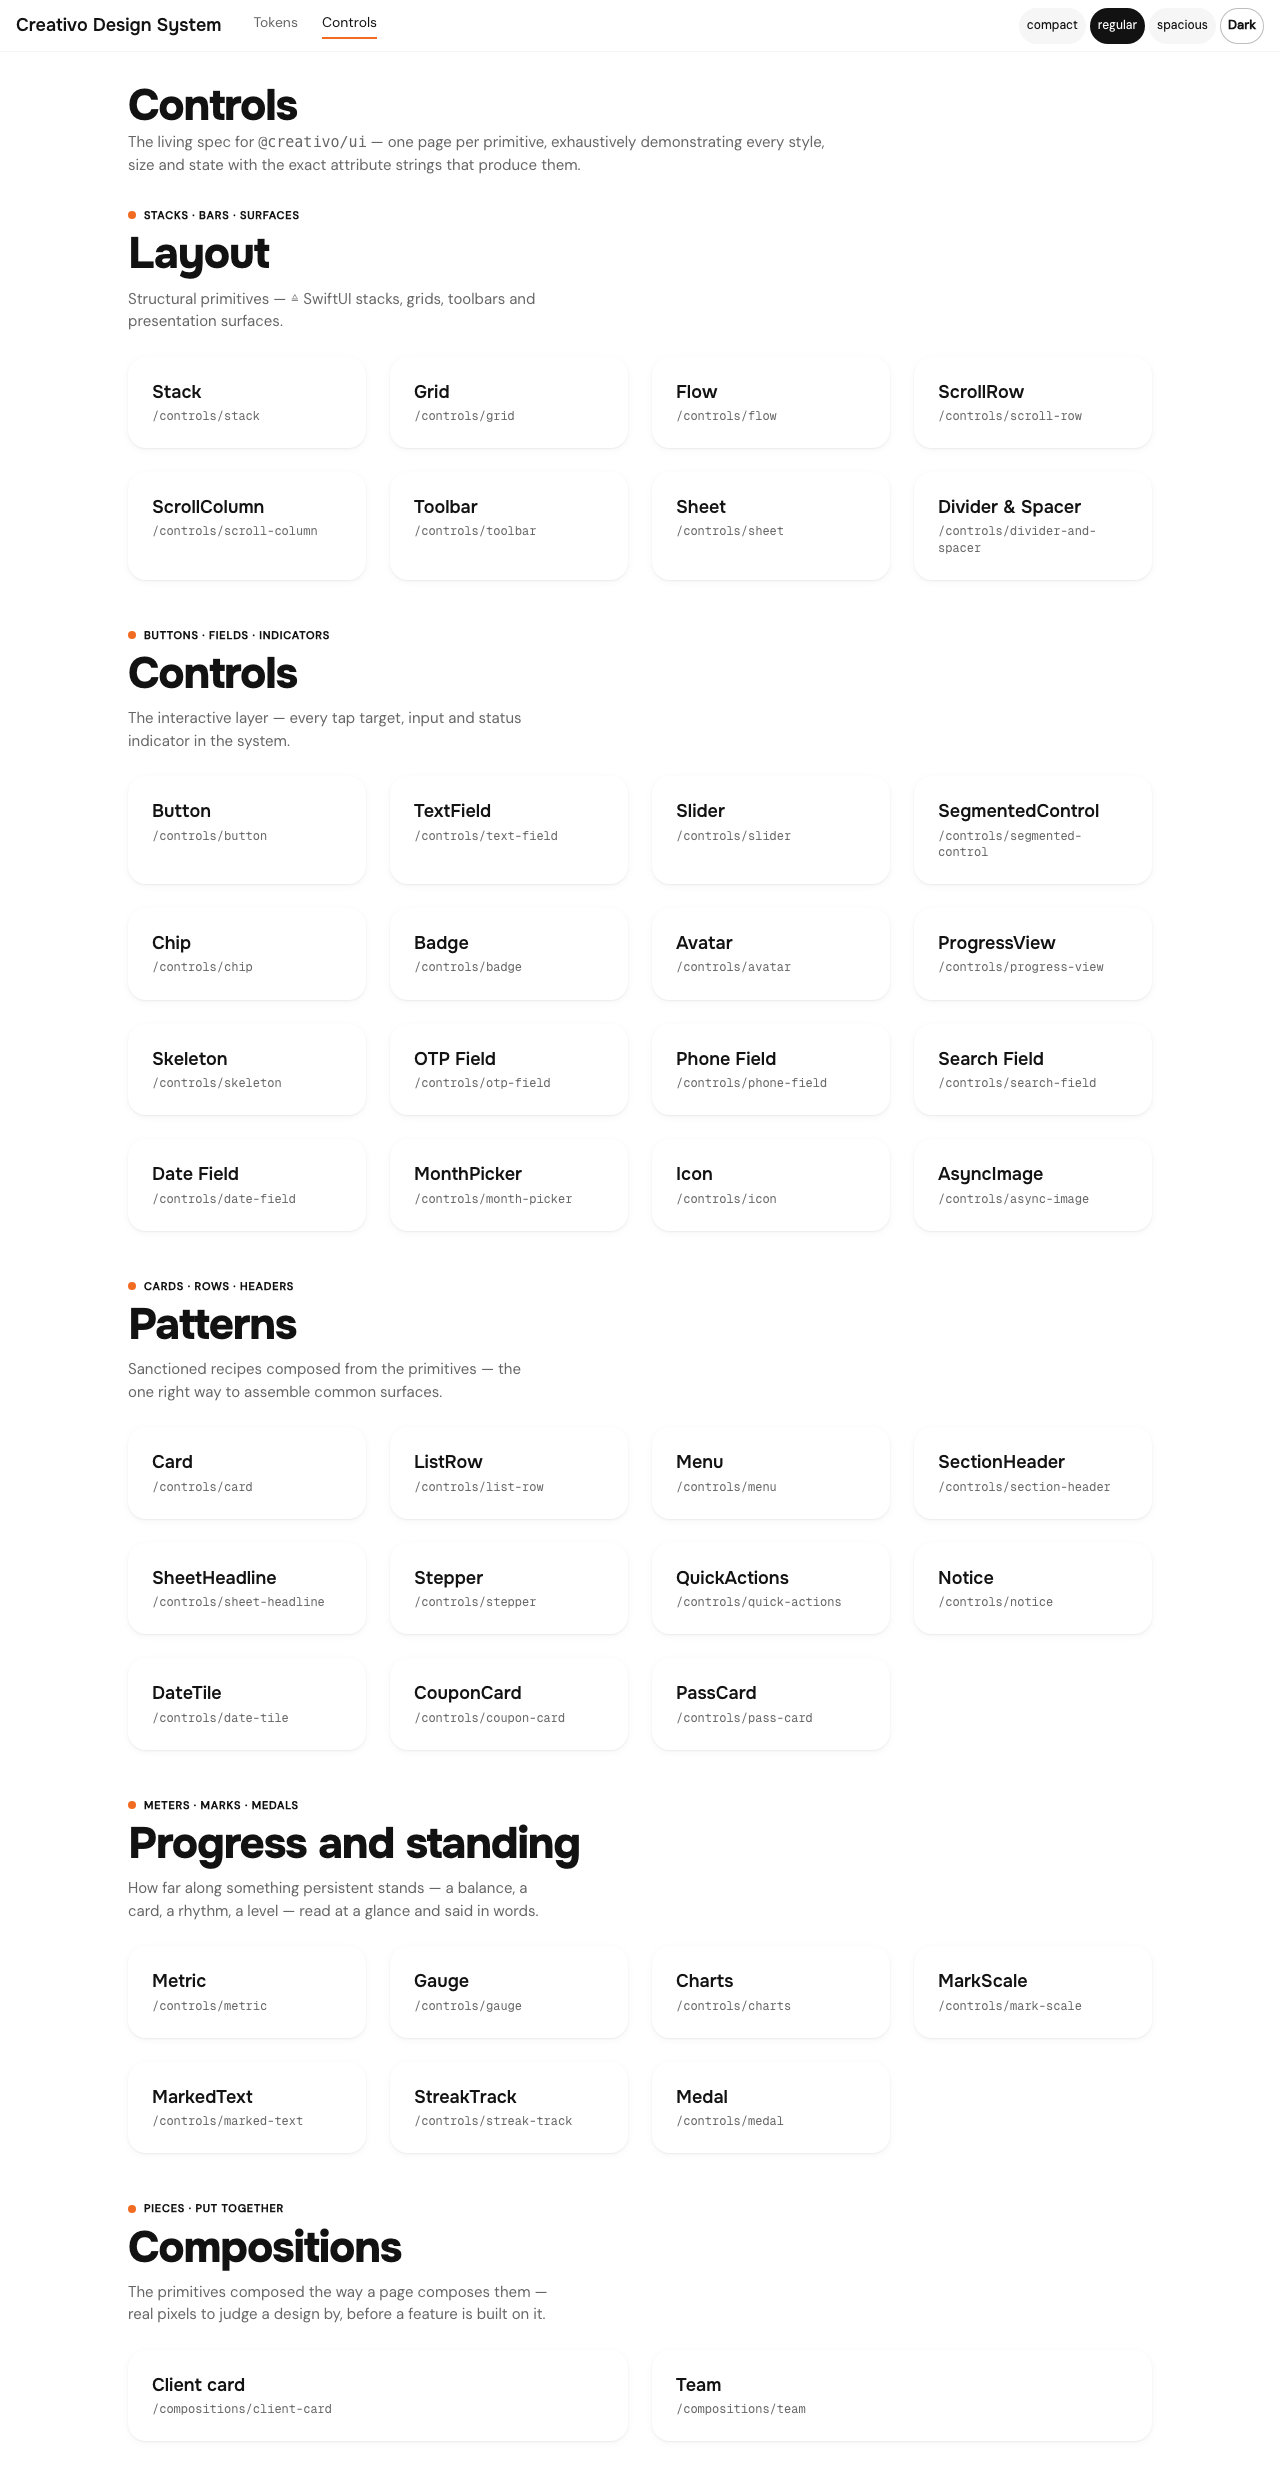 Creativo Design System
Tokens
Controls
compact
regular
spacious
Dark
Controls
The living spec for @creativo/ui — one page per primitive, exhaustively demonstrating every style,
size and state with the exact attribute strings that produce them.
STACKS · BARS · SURFACES
Layout
Structural primitives — ≙ SwiftUI stacks, grids, toolbars and
presentation surfaces.
Stack
/controls/stack
Grid
/controls/grid
Flow
/controls/flow
ScrollRow
/controls/scroll-row
ScrollColumn
/controls/scroll-column
Toolbar
/controls/toolbar
Sheet
/controls/sheet
Divider & Spacer
/controls/divider-and-
spacer
BUTTONS · FIELDS · INDICATORS
Controls
The interactive layer — every tap target, input and status
indicator in the system.
Button
/controls/button
TextField
/controls/text-field
Slider
/controls/slider
SegmentedControl
/controls/segmented-
control
Chip
/controls/chip
Badge
/controls/badge
Avatar
/controls/avatar
ProgressView
/controls/progress-view
Skeleton
/controls/skeleton
OTP Field
/controls/otp-field
Phone Field
/controls/phone-field
Search Field
/controls/search-field
Date Field
/controls/date-field
MonthPicker
/controls/month-picker
Icon
/controls/icon
AsyncImage
/controls/async-image
CARDS · ROWS · HEADERS
Patterns
Sanctioned recipes composed from the primitives — the
one right way to assemble common surfaces.
Card
/controls/card
ListRow
/controls/list-row
Menu
/controls/menu
SectionHeader
/controls/section-header
SheetHeadline
/controls/sheet-headline
Stepper
/controls/stepper
QuickActions
/controls/quick-actions
Notice
/controls/notice
DateTile
/controls/date-tile
CouponCard
/controls/coupon-card
PassCard
/controls/pass-card
METERS · MARKS · MEDALS
Progress and standing
How far along something persistent stands — a balance, a
card, a rhythm, a level — read at a glance and said in words.
Metric
/controls/metric
Gauge
/controls/gauge
Charts
/controls/charts
MarkScale
/controls/mark-scale
MarkedText
/controls/marked-text
StreakTrack
/controls/streak-track
Medal
/controls/medal
PIECES · PUT TOGETHER
Compositions
The primitives composed the way a page composes them —
real pixels to judge a design by, before a feature is built on it.
Client card
/compositions/client-card
Team
/compositions/team